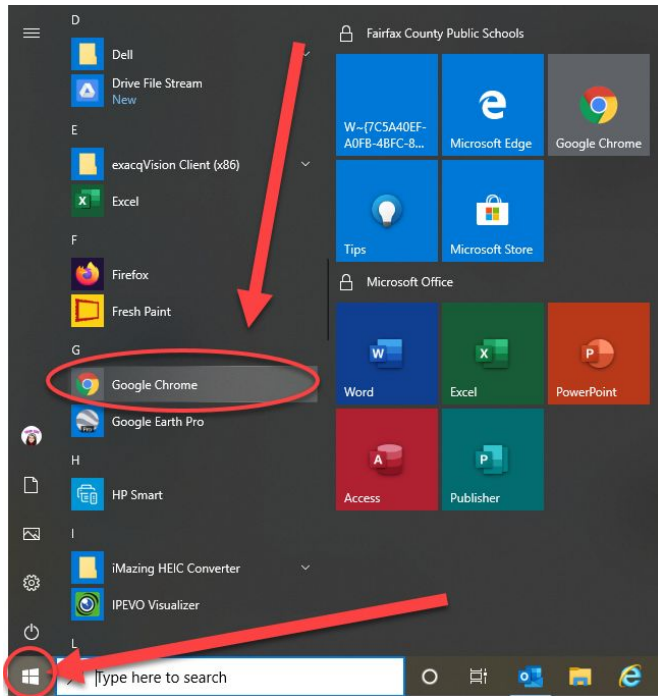 D
Dell
Drive File Stream
New
E
exacqVision Client (x86)
Excel
F
Firefox
Fresh Paint
G
Google Chrome
Google Earth Pro
H
HP Smart
I
iMazing HEIC Converter
IPEVO Visualizer
L
Type here to search
Fairfax County Public Schools
W~{7C5A40EF-
A0FB-4BFC-8...
Microsoft Edge
Google Chrome
Tips
Microsoft Store
Microsoft Office
Word
Excel
PowerPoint
Access
Publisher